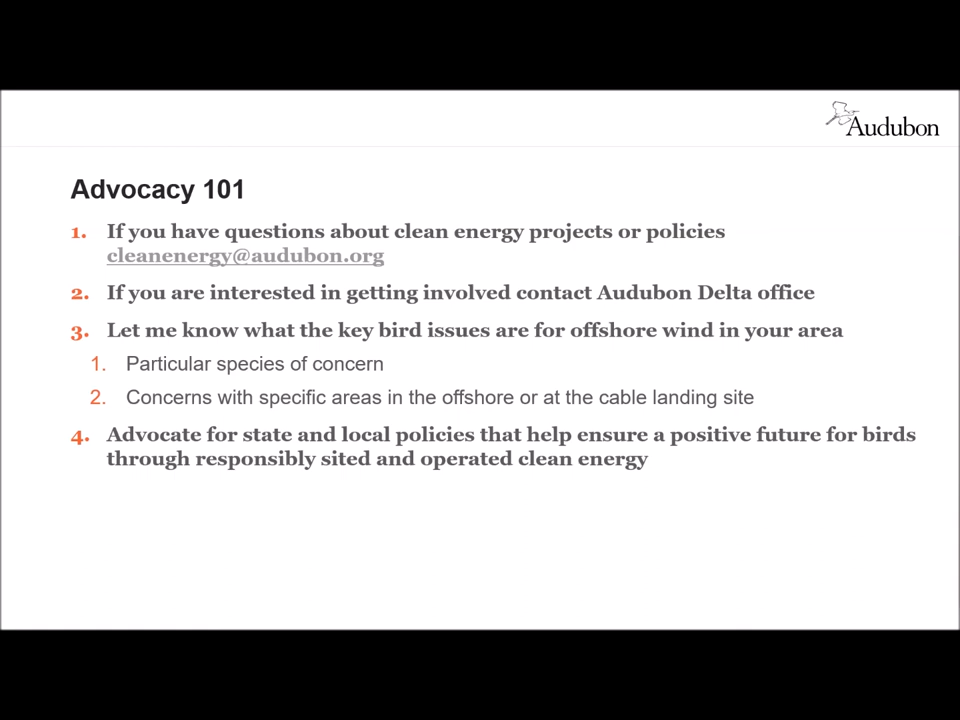 Audubon
Advocacy 101
1. If you have questions about clean energy projects or policies
cleanenergy@audubon.org
2. If you are interested in getting involved contact Audubon Delta office
3. Let me know what the key bird issues are for offshore wind in your area
1. Particular species of concern
2. Concerns with specific areas in the offshore or at the cable landing site
4. Advocate for state and local policies that help ensure a positive future for birds
through responsibly sited and operated clean energy